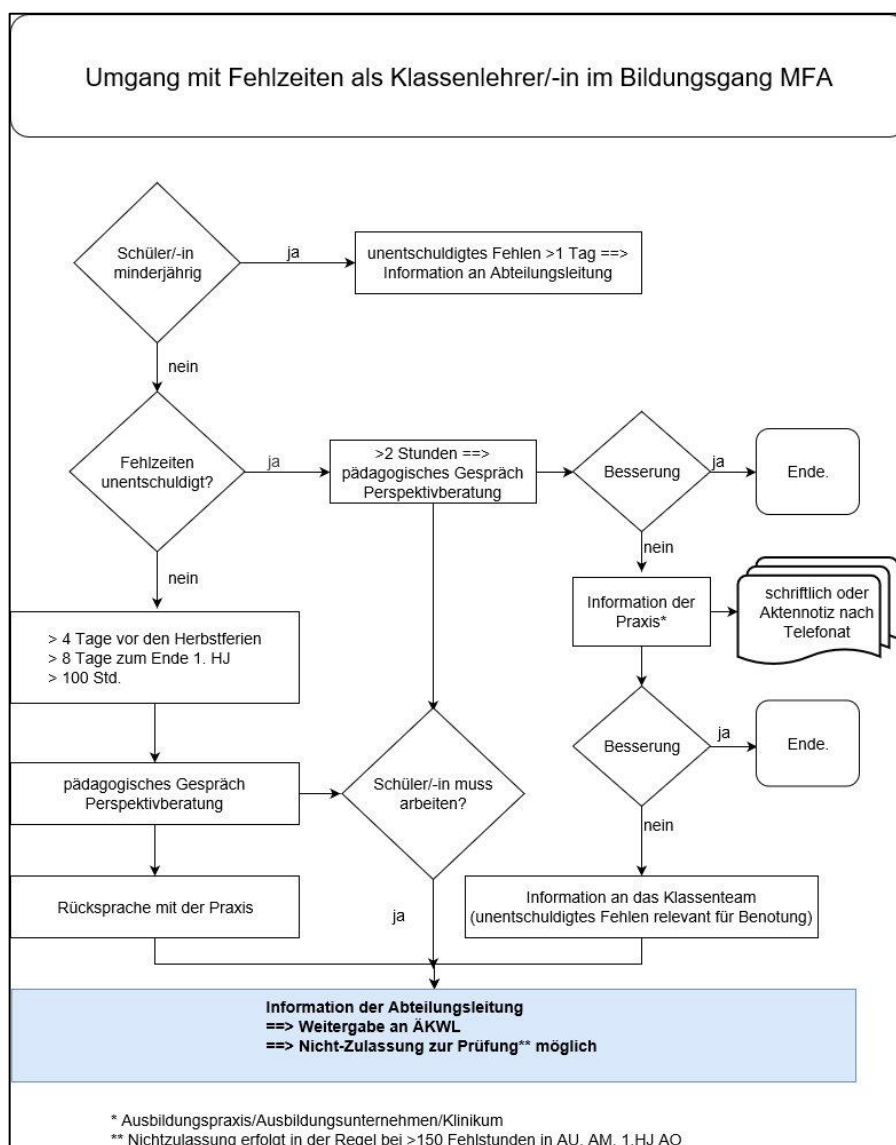 Umgang mit Fehlzeiten als Klassenlehrer/-in im Bildungsgang MFA
Schüler/-in
minderjährig
ja
unentschuldigtes Fehlen >1 Tag ==>
Information an Abteilungsleitung
nein
Fehlzeiten
unentschuldigt?
ja
>2 Stunden ==>
pädagogisches Gespräch
Perspektivberatung
Besserung
ja
Ende.
nein
nein
Information der
Praxis*
schriftlich oder
Aktennotiz nach
Telefonat
> 4 Tage vor den Herbstferien
> 8 Tage zum Ende 1. HJ
> 100 Std.
Besserung
ja
Ende.
pädagogisches Gespräch
Perspektivberatung
Schüler/-in muss
arbeiten?
nein
Rücksprache mit der Praxis
ja
Information an das Klassenteam
(unentschuldigtes Fehlen relevant für Benotung)
Information der Abteilungsleitung
==> Weitergabe an ÄKWL
==> Nicht-Zulassung zur Prüfung** möglich
* Ausbildungspraxis/Ausbildungsunternehmen/Klinikum
** Nichtzulassung erfolgt in der Regel bei >150 Fehlstunden in AU, AM, 1.HJ AO